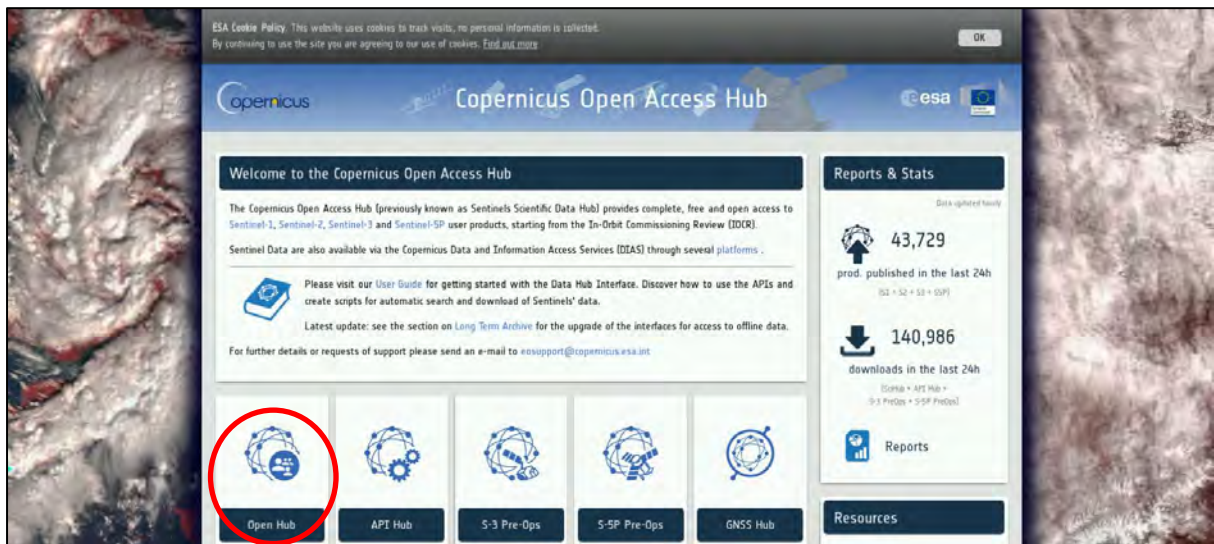 ESA Cookie Policy. This website uses cookies to track visits, no personal information is collected.
By continuing to use the site you are agreeing to our use of cookies. Find out more
OK
opernicus
Copernicus Open Access Hub
esa
Welcome to the Copernicus Open Access Hub
The Copernicus Open Access Hub (previously known as Sentinels Scientific Data Hub) provides complete, free and open access to
Sentinel-1, Sentinel-2, Sentinel-3 and Sentinel-5P user products, starting from the In-Orbit Commissioning Review (IOCR).
Sentinel Data are also available via the Copernicus Data and Information Access Services (DIAS) through several platforms .
Please visit our User Guide for getting started with the Data Hub Interface. Discover how to use the APIs and
create scripts for automatic search and download of Sentinels' data.
Latest update: see the section on Long Term Archive for the upgrade of the interfaces for access to offline data.
For further details or requests of support please send an e-mail to eosupport@copernicus.esa.int
Open Hub
API Hub
S-3 Pre-Ops
S-5P Pre-Ops
GNSS Hub
Reports & Stats
Data updated hourly
43,729
prod. published in the last 24h
(S1 + S2 + S3 + S5P)
140,986
downloads in the last 24h
(SciHub + API Hub +
S-3 PreOps + S-5P PreOps)
Reports
Resources